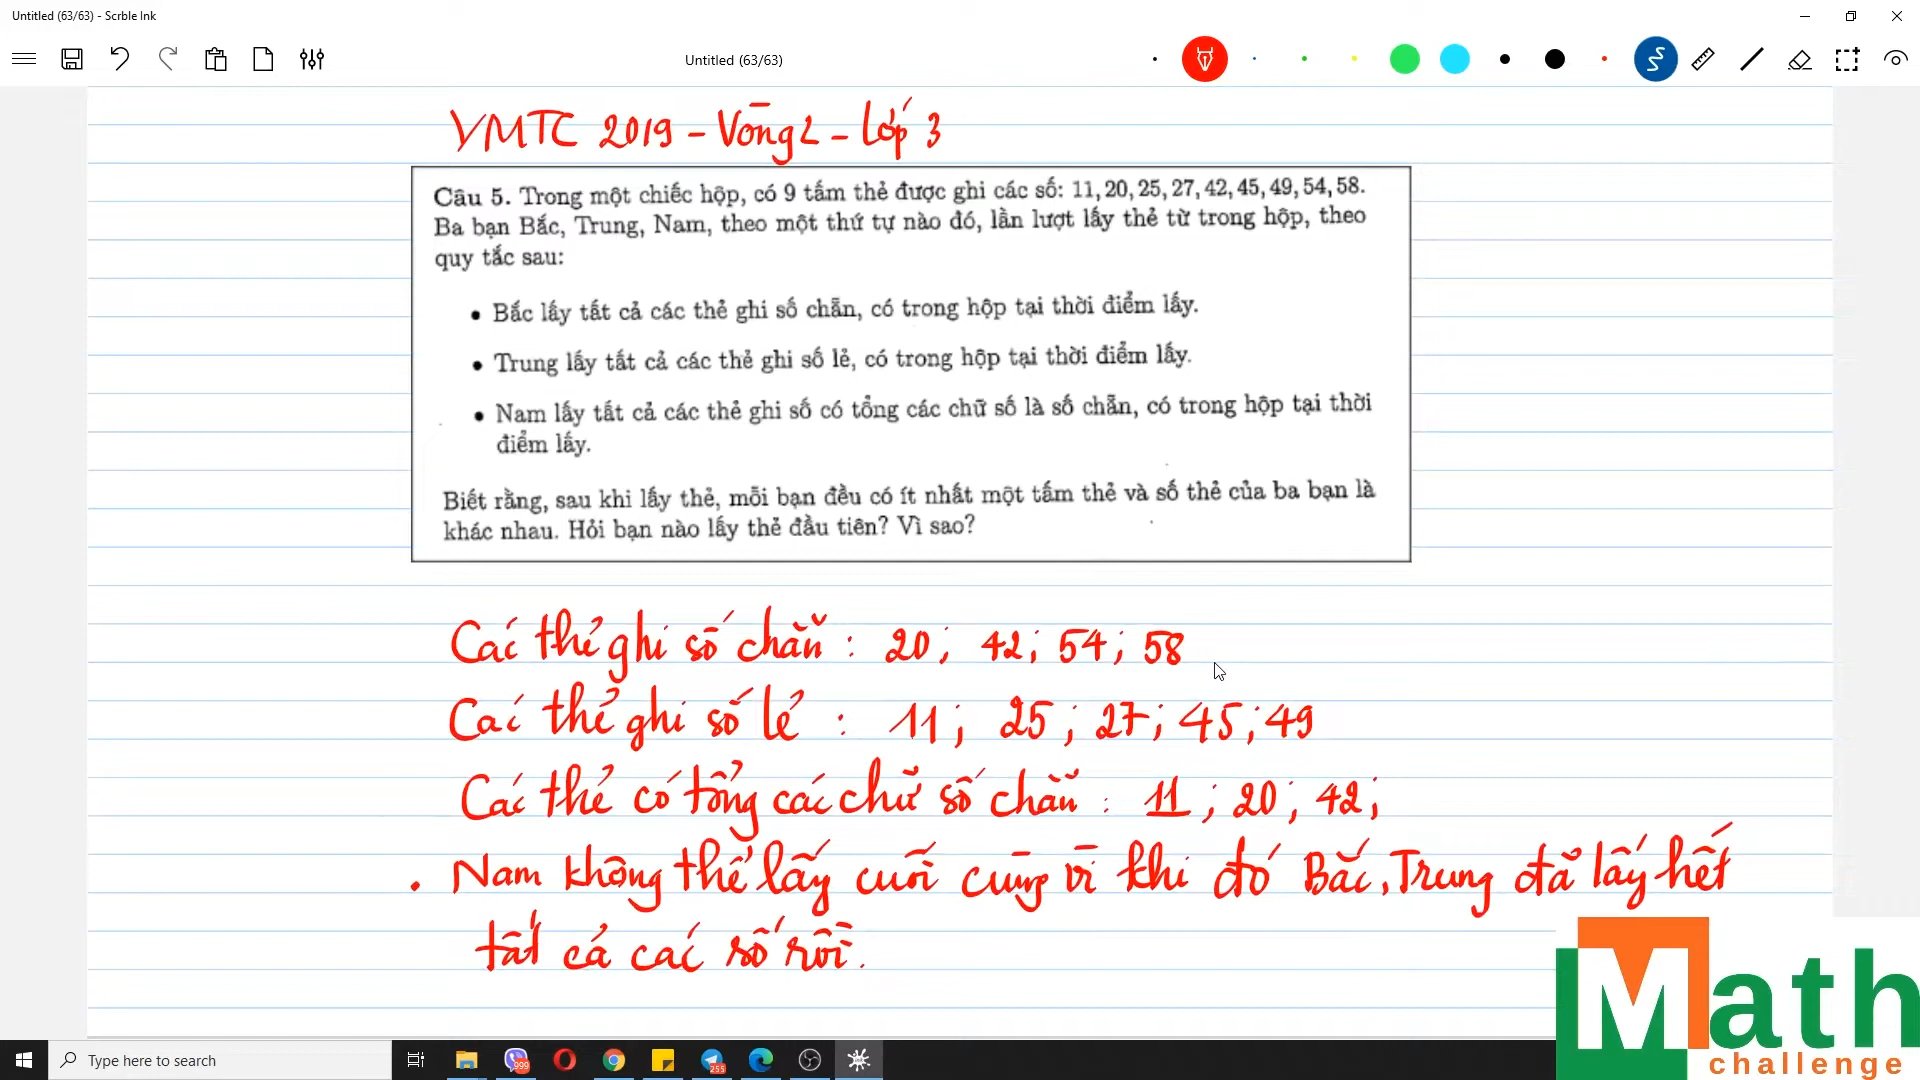 Untitled (63/63) - Scrble Ink
Untitled (63/63)
VMTC 2019 - Vòng 2 - Lớp 3
Câu 5. Trong một chiếc hộp, có 9 tấm thẻ được ghi các số: 11, 20, 25, 27, 42, 45, 49, 54, 58.
Ba bạn Bắc, Trung, Nam, theo một thứ tự nào đó, lần lượt lấy thẻ từ trong hộp, theo
quy tắc sau:
• Bắc lấy tất cả các thẻ ghi số chẵn, có trong hộp tại thời điểm lấy.
• Trung lấy tất cả các thẻ ghi số lẻ, có trong hộp tại thời điểm lấy.
• Nam lấy tất cả các thẻ ghi số có tổng các chữ số là số chẵn, có trong hộp tại thời
điểm lấy.
Biết rằng, sau khi lấy thẻ, mỗi bạn đều có ít nhất một tấm thẻ và số thẻ của ba bạn là
khác nhau. Hỏi bạn nào lấy thẻ đầu tiên? Vì sao?
Các thẻ ghi số chẵn : 20; 42; 54; 58
Các thẻ ghi số lẻ : 11; 25; 27; 45; 49
Các thẻ có tổng các chữ số chẵn : 11; 20; 42;
. Nam không thể lấy cuối cùng vì khi đó Bắc, Trung đã lấy hết
tất cả các số rồi.
Math
challenge
Type here to search
999
255